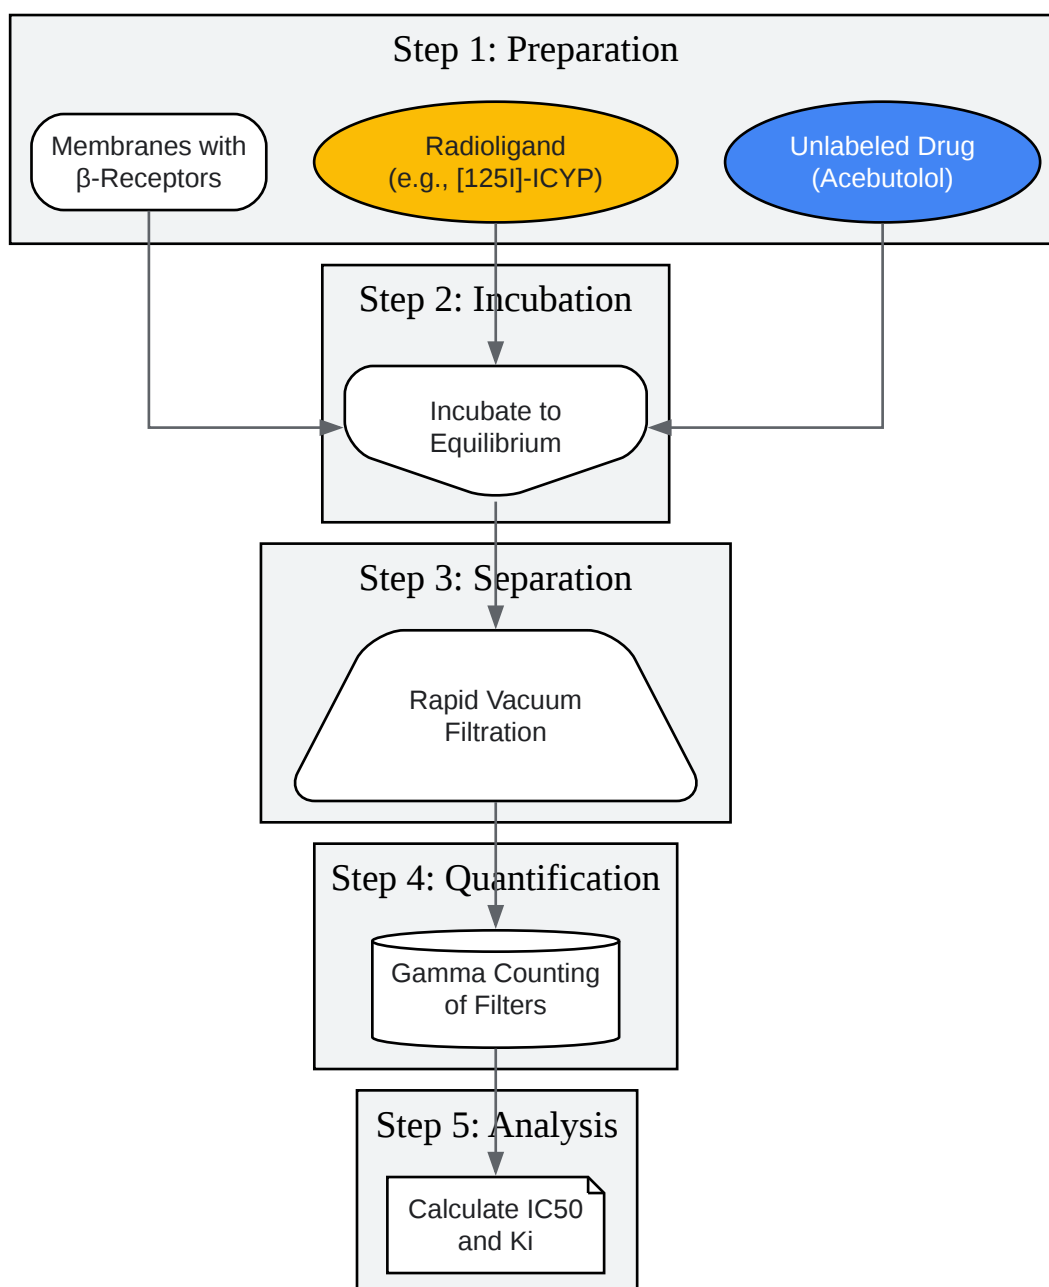 Step 1: Preparation
Membranes with
β-Receptors
Radioligand
(e.g., [125I]-ICYP)
Unlabeled Drug
(Acebutolol)
Step 2: Incubation
Incubate to
Equilibrium
Step 3: Separation
Rapid Vacuum
Filtration
Step 4: Quantification
Gamma Counting
of Filters
Step 5: Analysis
Calculate IC50
and Ki